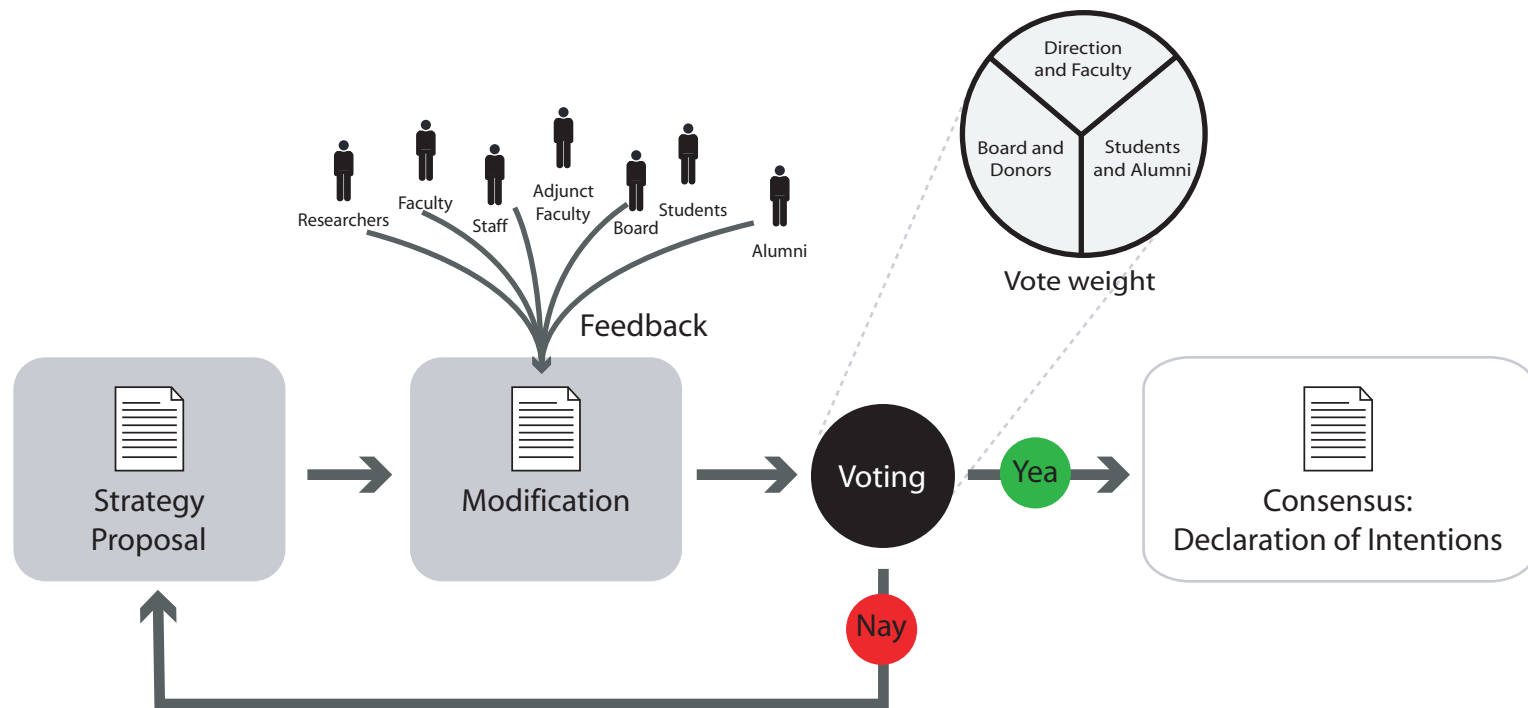 Direction
and Faculty
Board and
Donors
Students
and Alumni
Vote weight
Researchers
Faculty
Staff
Adjunct
Faculty
Board
Students
Alumni
Feedback
Strategy
Proposal
Modification
Voting
Yea
Consensus:
Declaration of Intentions
Nay